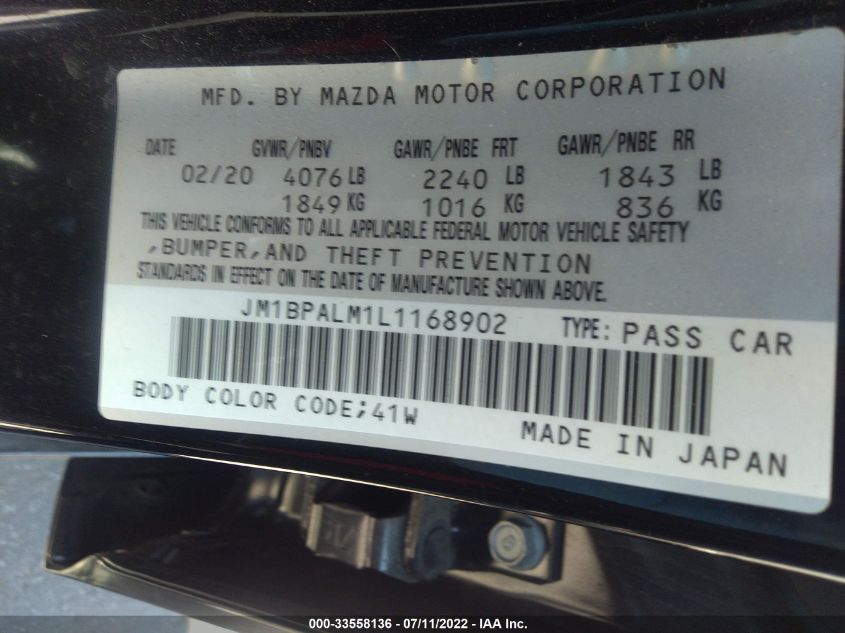 MFD. BY MAZDA MOTOR CORPORATION
DATE GVWR/PNBV GAWR/PNBE FRT GAWR/PNBE RR
02/20 4076 LB 2240 LB 1843 LB
1849 KG 1016 KG 836 KG
THIS VEHICLE CONFORMS TO ALL APPLICABLE FEDERAL MOTOR VEHICLE SAFETY
,BUMPER,AND THEFT PREVENTION
STANDARDS IN EFFECT ON THE DATE OF MANUFACTURE SHOWN ABOVE.
JM1BPALM1L1168902 TYPE: PASS CAR
BODY COLOR CODE;41W
MADE IN JAPAN
000-33558136 - 07/11/2022 - IAA Inc.